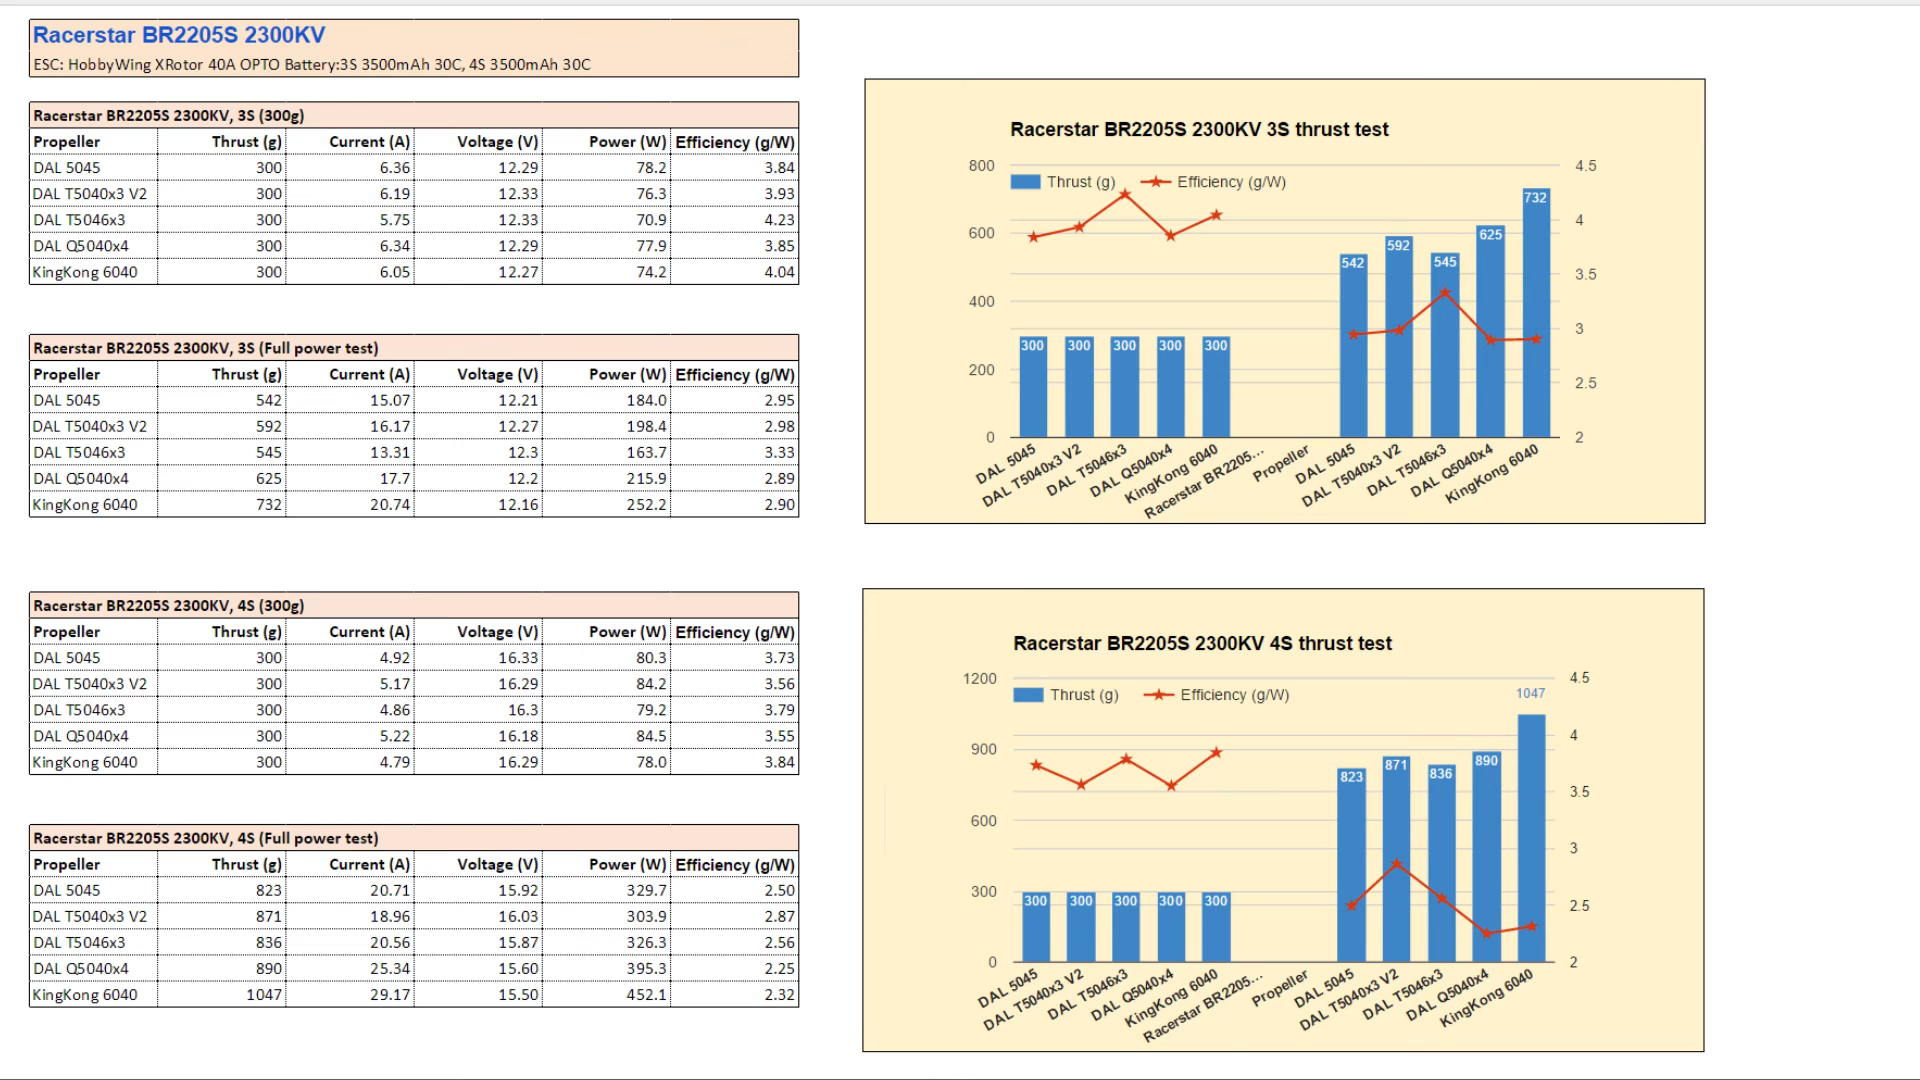 Racerstar BR2205S 2300KV
ESC: HobbyWing XRotor 40A OPTO Battery:3S 3500mAh 30C, 4S 3500mAh 30C
Racerstar BR2205S 2300KV, 3S (300g)
Propeller Thrust (g) Current (A) Voltage (V) Power (W) Efficiency (g/W)
DAL 5045 300 6.36 12.29 78.2 3.84
DAL T5040x3 V2 300 6.19 12.33 76.3 3.93
DAL T5046x3 300 5.75 12.33 70.9 4.23
DAL Q5040x4 300 6.34 12.29 77.9 3.85
KingKong 6040 300 6.05 12.27 74.2 4.04
Racerstar BR2205S 2300KV, 3S (Full power test)
Propeller Thrust (g) Current (A) Voltage (V) Power (W) Efficiency (g/W)
DAL 5045 542 15.07 12.21 184.0 2.95
DAL T5040x3 V2 592 16.17 12.27 198.4 2.98
DAL T5046x3 545 13.31 12.3 163.7 3.33
DAL Q5040x4 625 17.7 12.2 215.9 2.89
KingKong 6040 732 20.74 12.16 252.2 2.90
Racerstar BR2205S 2300KV, 4S (300g)
Propeller Thrust (g) Current (A) Voltage (V) Power (W) Efficiency (g/W)
DAL 5045 300 4.92 16.33 80.3 3.73
DAL T5040x3 V2 300 5.17 16.29 84.2 3.56
DAL T5046x3 300 4.86 16.3 79.2 3.79
DAL Q5040x4 300 5.22 16.18 84.5 3.55
KingKong 6040 300 4.79 16.29 78.0 3.84
Racerstar BR2205S 2300KV, 4S (Full power test)
Propeller Thrust (g) Current (A) Voltage (V) Power (W) Efficiency (g/W)
DAL 5045 823 20.71 15.92 329.7 2.50
DAL T5040x3 V2 871 18.96 16.03 303.9 2.87
DAL T5046x3 836 20.56 15.87 326.3 2.56
DAL Q5040x4 890 25.34 15.60 395.3 2.25
KingKong 6040 1047 29.17 15.50 452.1 2.32
Racerstar BR2205S 2300KV 3S thrust test
Thrust (g) Efficiency (g/W)
800
600
400
200
0
4.5
4
3.5
3
2.5
2
300 300 300 300 300 542 592 545 625 732
DAL 5045
DAL T5040x3 V2
DAL T5046x3
DAL Q5040x4
KingKong 6040
Racerstar BR2205...
Propeller
DAL 5045
DAL T5040x3 V2
DAL T5046x3
DAL Q5040x4
KingKong 6040
Racerstar BR2205S 2300KV 4S thrust test
Thrust (g) Efficiency (g/W)
1200
900
600
300
0
4.5
4
3.5
3
2.5
2
300 300 300 300 300 823 871 836 890 1047
DAL 5045
DAL T5040x3 V2
DAL T5046x3
DAL Q5040x4
KingKong 6040
Racerstar BR2205...
Propeller
DAL 5045
DAL T5040x3 V2
DAL T5046x3
DAL Q5040x4
KingKong 6040